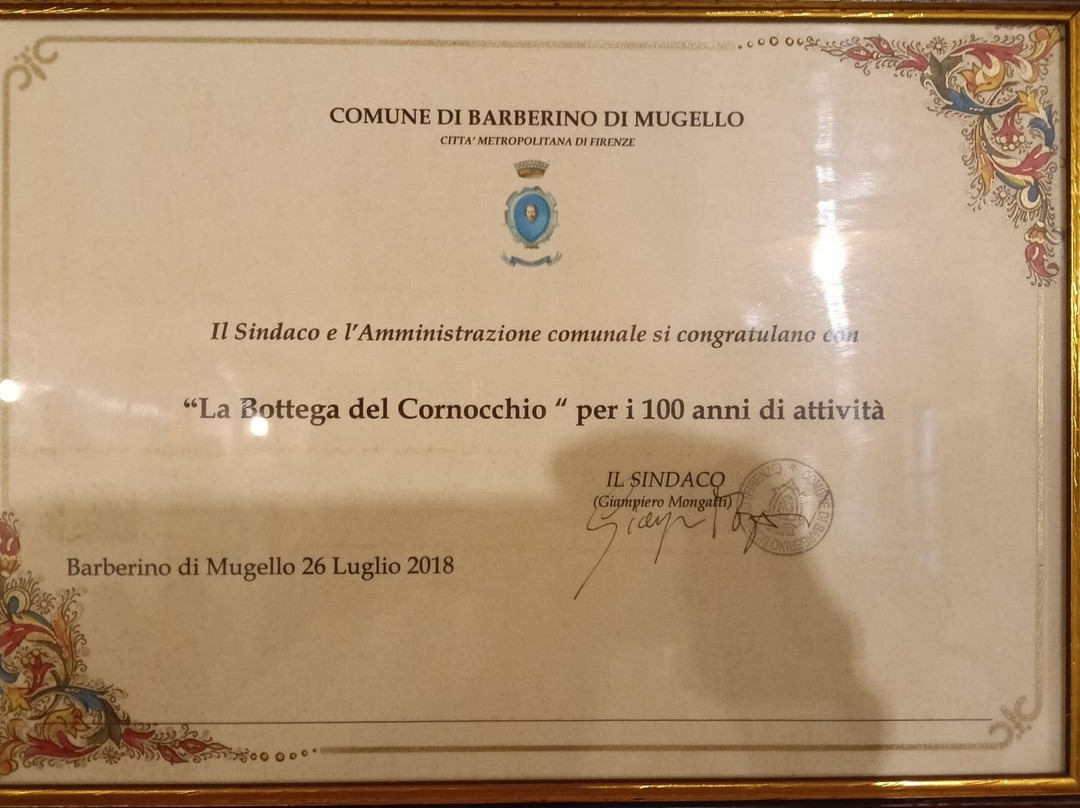 COMUNE DI BARBERINO DI MUGELLO
CITTA' METROPOLITANA DI FIRENZE
Il Sindaco e l'Amministrazione comunale si congratulano con
“La Bottega del Cornocchio “ per i 100 anni di attività
IL SINDACO
(Giampiero Mongatti)
Barberino di Mugello 26 Luglio 2018